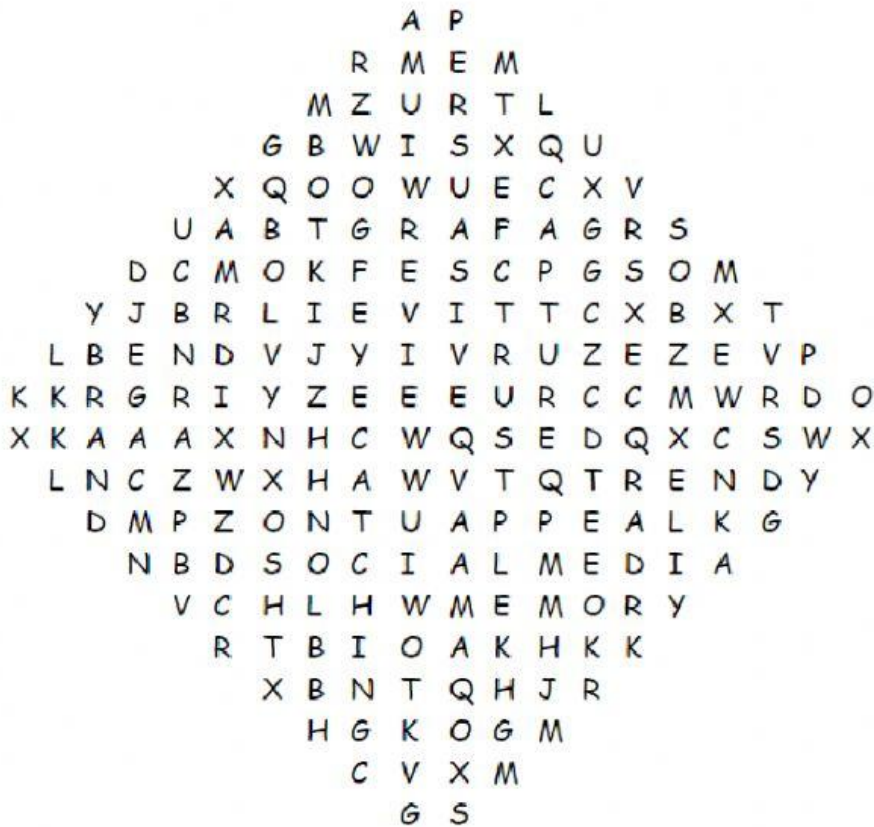 A P
R M E M
M Z U R T L
G B W I S X Q U
X Q O O W U E C X V
U A B T G R A F A G R S
D C M O K F E S C P G S O M
Y J B R L I E V I T T C X B X T
L B E N D V J Y I V R U Z E Z E V P
K K R G R I Y Z E E E U R C C M W R D O
X K A A A X N H C W Q S E D Q X C S W X
L N C Z W X H A W V T Q T R E N D Y
D M P Z O N T U A P P E A L K G
N B D S O C I A L M E D I A
V C H L H W M E M O R Y
R T B I O A K H K K
X B N T Q H J R
H G K O G M
C V X M
G S